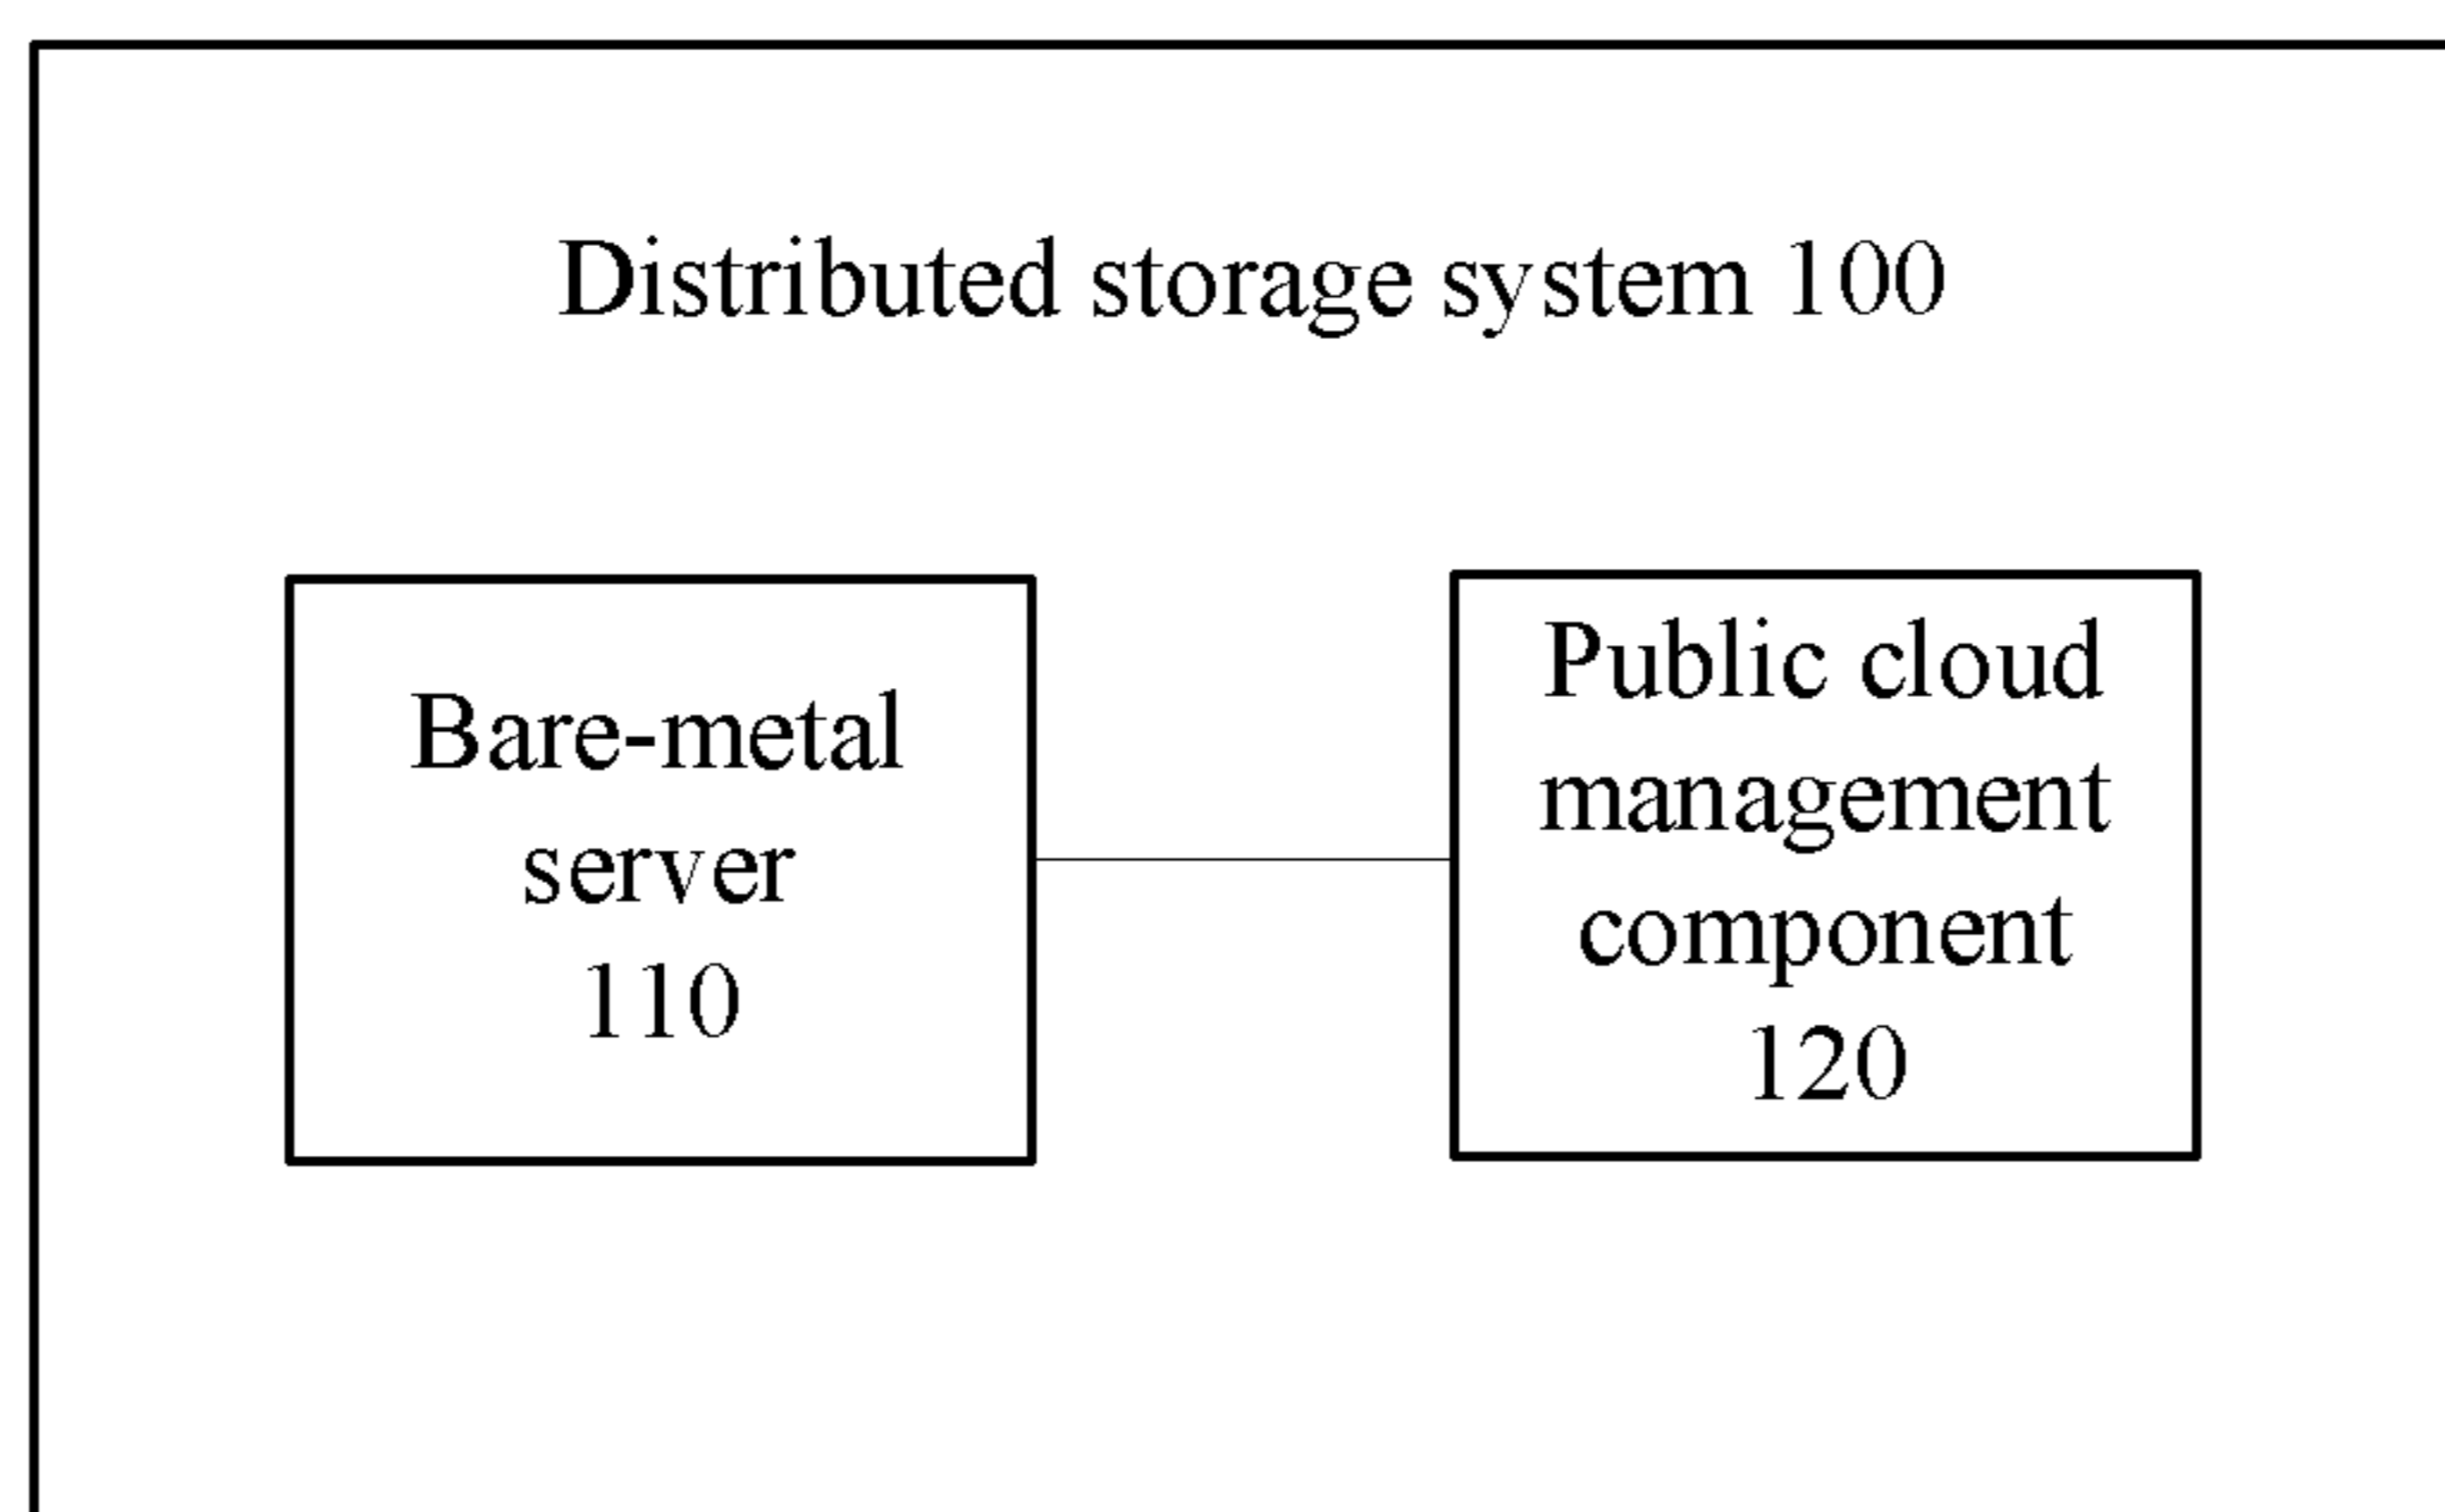 Distributed storage system 100
Bare-metal
server
110
Public cloud
management
component
120